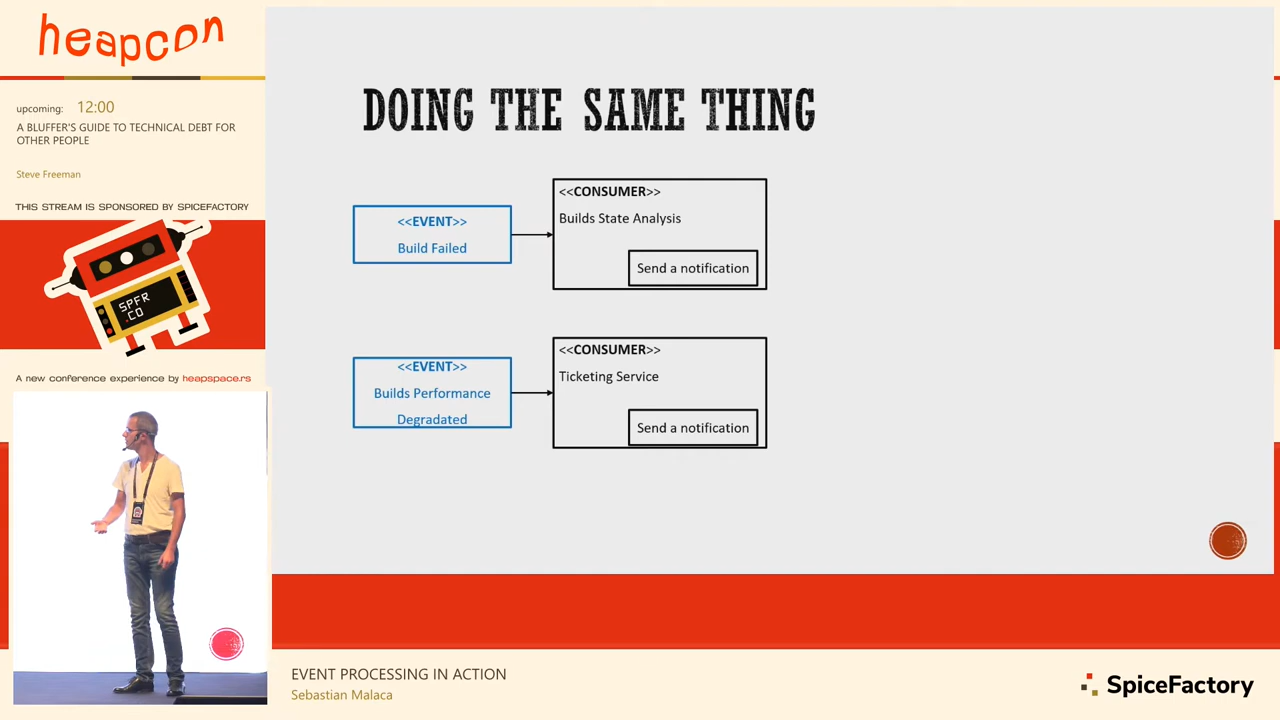 heapcon
upcoming: 12:00
A BLUFFER'S GUIDE TO TECHNICAL DEBT FOR
OTHER PEOPLE
Steve Freeman
THIS STREAM IS SPONSORED BY SPICEFACTORY
SPFR
.CO
A new conference experience by heapspace.rs
DOING THE SAME THING
<<EVENT>>
Build Failed
<<CONSUMER>>
Builds State Analysis
Send a notification
<<EVENT>>
Builds Performance
Degradated
<<CONSUMER>>
Ticketing Service
Send a notification
EVENT PROCESSING IN ACTION
Sebastian Malaca
SpiceFactory